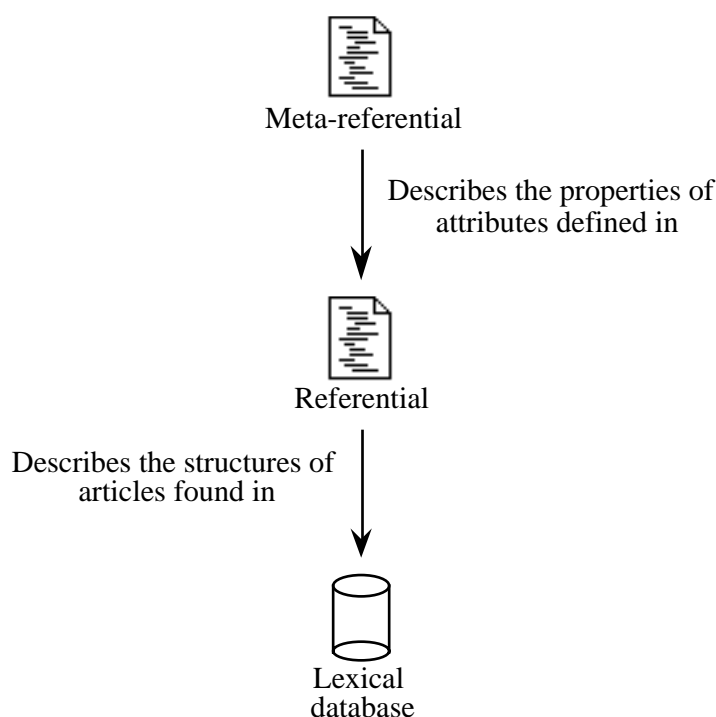 Meta-referential
Describes the properties of
attributes defined in
Referential
Describes the structures of
articles found in
Lexical
database